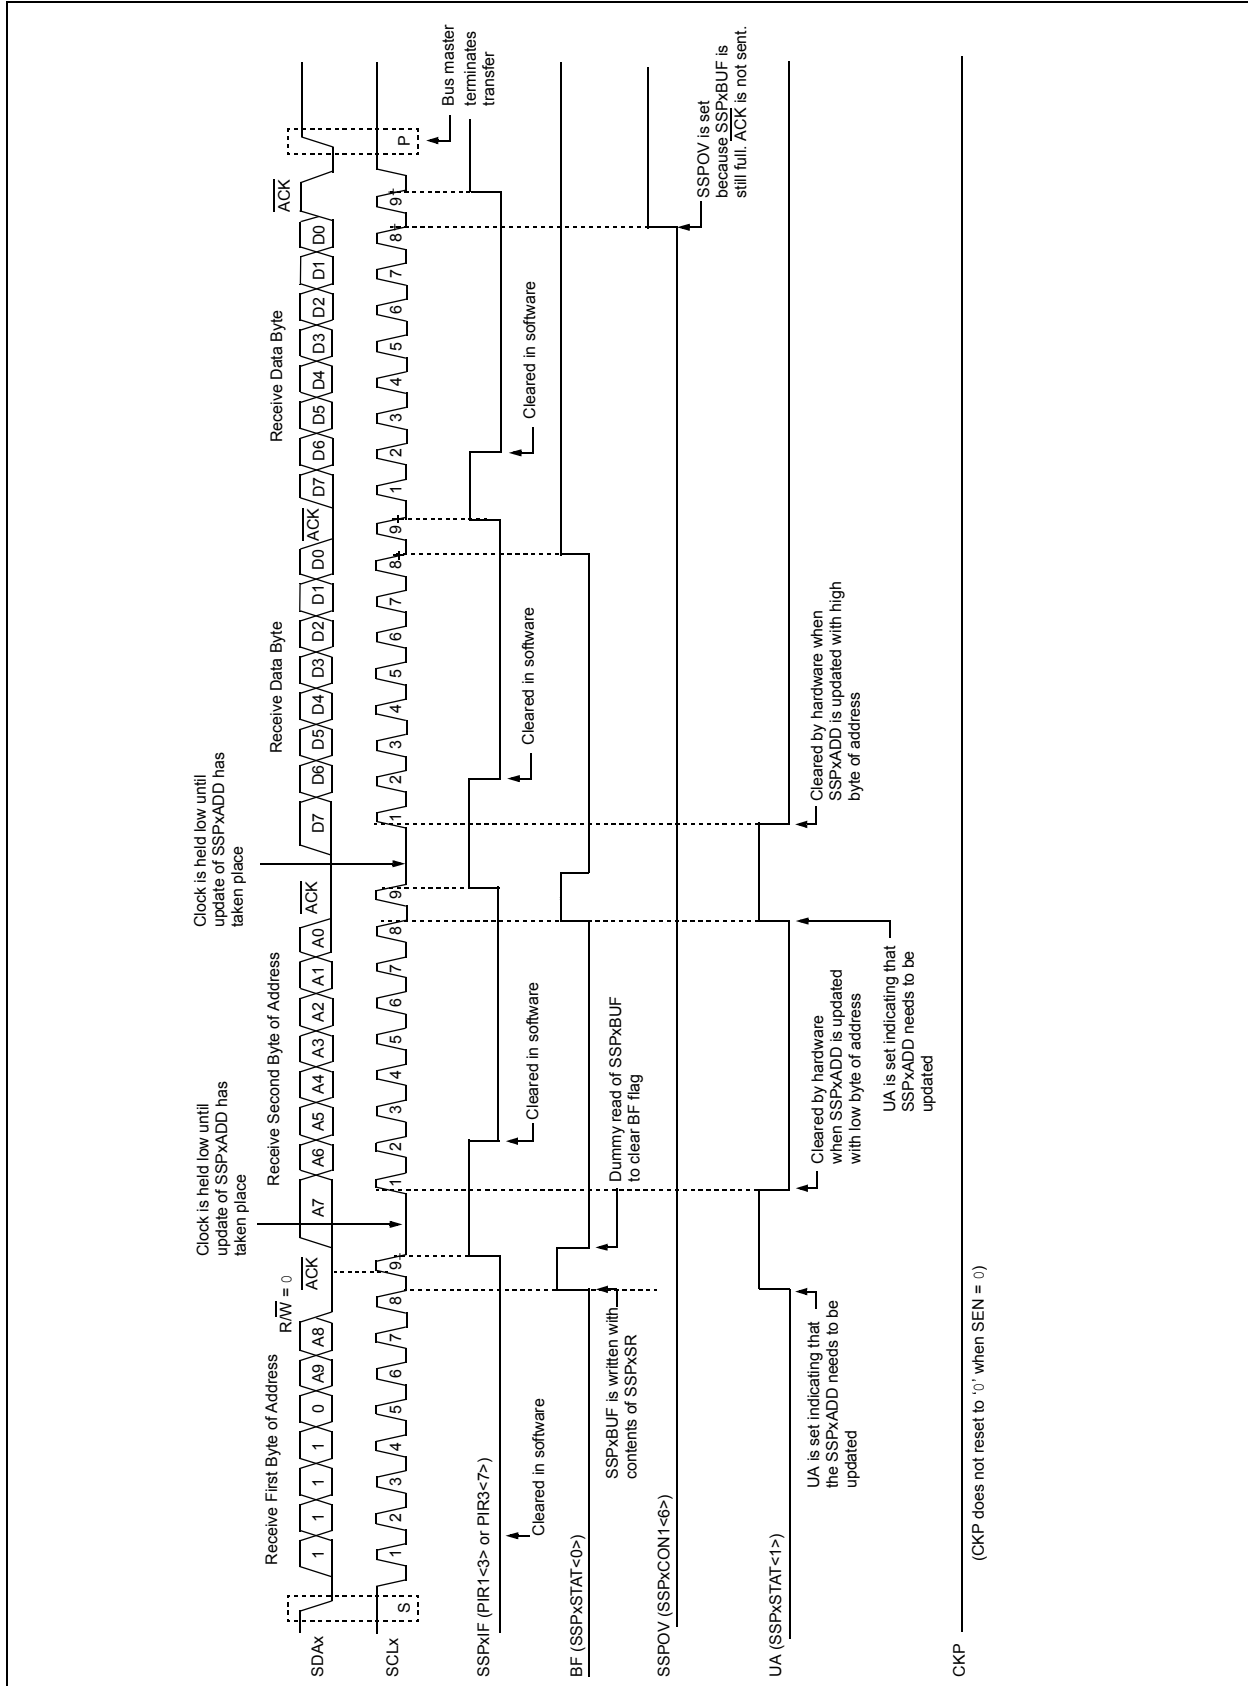 Receive First Byte of Address
R/W = 0
ACK
Clock is held low until
update of SSPxADD has
taken place
Receive Second Byte of Address
ACK
Clock is held low until
update of SSPxADD has
taken place
Receive Data Byte
ACK
Receive Data Byte
ACK
SDAx
1 1 1 1 0 A9 A8
A7 A6 A5 A4 A3 A2 A1 A0
D7 D6 D5 D4 D3 D2 D1 D0
D7 D6 D5 D4 D3 D2 D1 D0
SCLx
S
1 2 3 4 5 6 7 8 9
1 2 3 4 5 6 7 8 9
1 2 3 4 5 6 7 8 9
1 2 3 4 5 6 7 8 9
P
Bus master
terminates
transfer
SSPxIF (PIR1<3> or PIR3<7>)
Cleared in software
Cleared in software
Cleared in software
Cleared in software
BF (SSPxSTAT<0>)
SSPxBUF is written with
contents of SSPxSR
Dummy read of SSPxBUF
to clear BF flag
SSPOV (SSPxCON1<6>)
SSPOV is set
because SSPxBUF is
still full. ACK is not sent.
UA (SSPxSTAT<1>)
UA is set indicating that
the SSPxADD needs to be
updated
Cleared by hardware
when SSPxADD is updated
with low byte of address
UA is set indicating that
SSPxADD needs to be
updated
Cleared by hardware when
SSPxADD is updated with high
byte of address
CKP
(CKP does not reset to ‘0’ when SEN = 0)